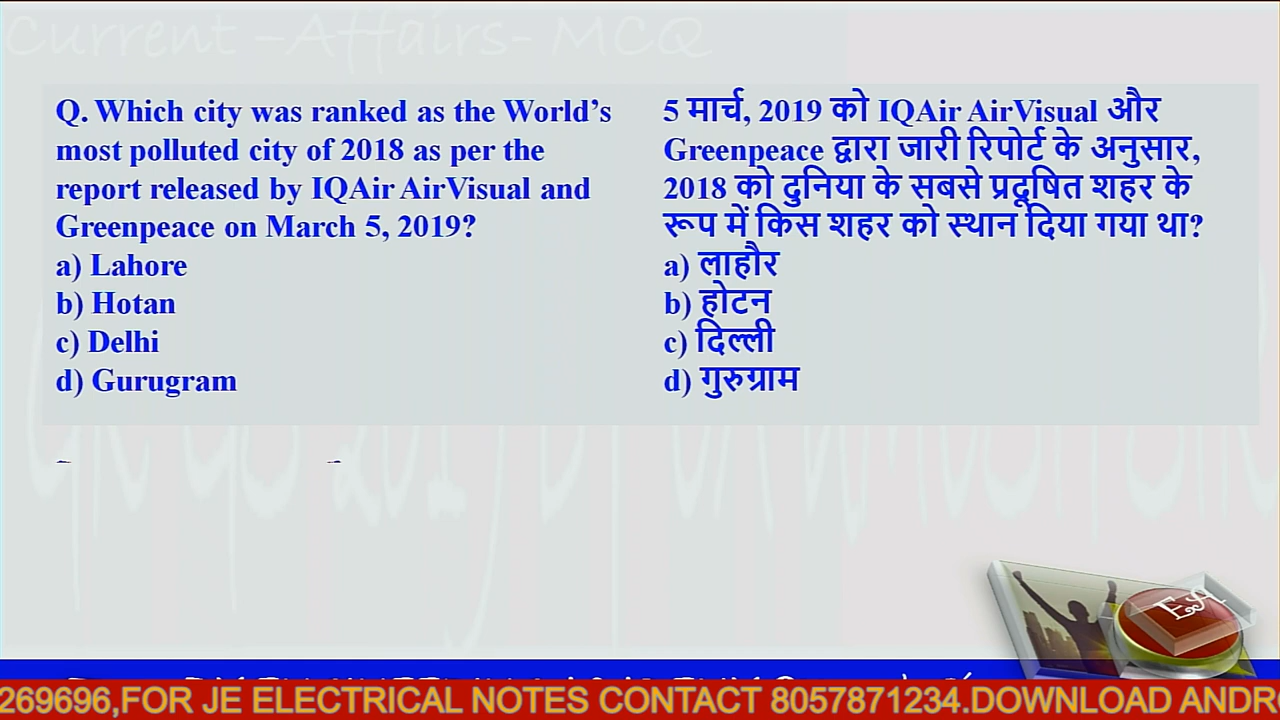 Current -Affairs- MCQ
Q. Which city was ranked as the World’s
most polluted city of 2018 as per the
report released by IQAir AirVisual and
Greenpeace on March 5, 2019?
a) Lahore
b) Hotan
c) Delhi
d) Gurugram
5 मार्च, 2019 को IQAir AirVisual और
Greenpeace द्वारा जारी रिपोर्ट के अनुसार,
2018 को दुनिया के सबसे प्रदूषित शहर के
रूप में किस शहर को स्थान दिया गया था?
a) लाहौर
b) होटन
c) दिल्ली
d) गुरुग्राम
EA
269696,FOR JE ELECTRICAL NOTES CONTACT 8057871234.DOWNLOAD ANDR